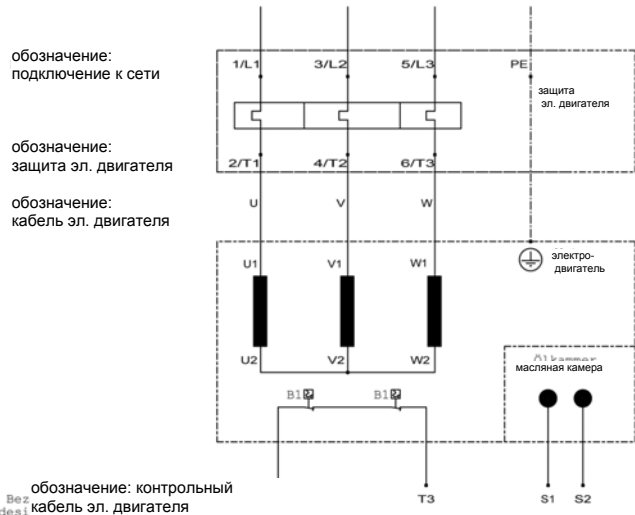 обозначение:
подключение к сети
1/L1 3/L2 5/L3 PE
защита
эл. двигателя
обозначение:
защита эл. двигателя
2/T1 4/T2 6/T3
обозначение:
кабель эл. двигателя
U V W
электро-
двигатель
U1 V1 W1
U2 V2 W2
Ölkammer
масляная камера
B1 B1
обозначение: контрольный
Bez кабель эл. двигателя
desi
T3 S1 S2